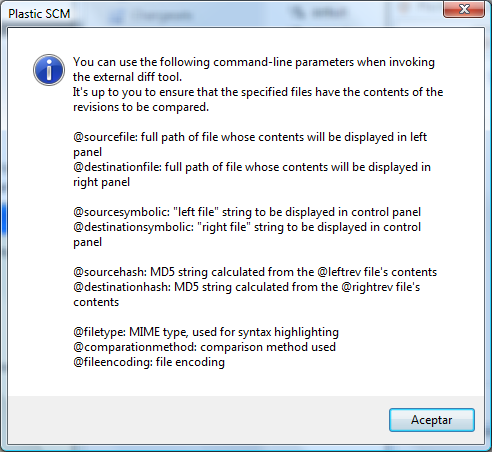 Plastic SCM
You can use the following command-line parameters when invoking
the external diff tool.
It's up to you to ensure that the specified files have the contents of the
revisions to be compared.
@sourcefile: full path of file whose contents will be displayed in left
panel
@destinationfile: full path of file whose contents will be displayed in
right panel
@sourcesymbolic: "left file" string to be displayed in control panel
@destinationsymbolic: "right file" string to be displayed in control
panel
@sourcehash: MD5 string calculated from the @leftrev file's contents
@destinationhash: MD5 string calculated from the @rightrev file's
contents
@filetype: MIME type, used for syntax highlighting
@comparationmethod: comparison method used
@fileencoding: file encoding
Aceptar